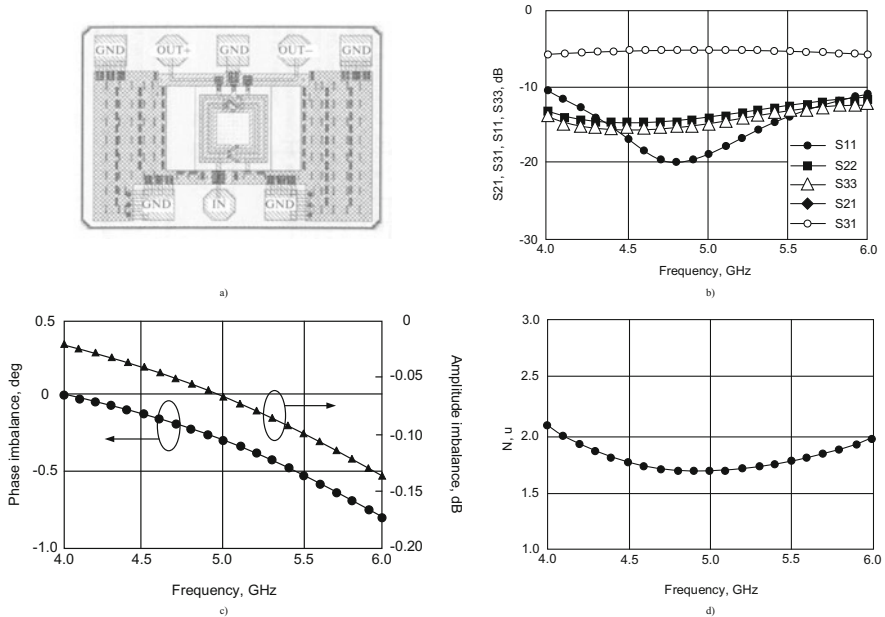 GND OUT+ GND OUT− GND
GND IN GND
a)
S21, S31, S11, S33, dB
0
-10
-20
-30
4.0 4.5 5.0 5.5 6.0
S11
S22
S33
S21
S31
Frequency, GHz
b)
Phase imbalance, deg
0.5
0
-0.5
-1.0
4.0 4.5 5.0 5.5 6.0
0
-0.05
-0.10
-0.15
-0.20
Amplitude imbalance, dB
Frequency, GHz
c)
N, u
3.0
2.5
2.0
1.5
1.0
4.0 4.5 5.0 5.5 6.0
Frequency, GHz
d)